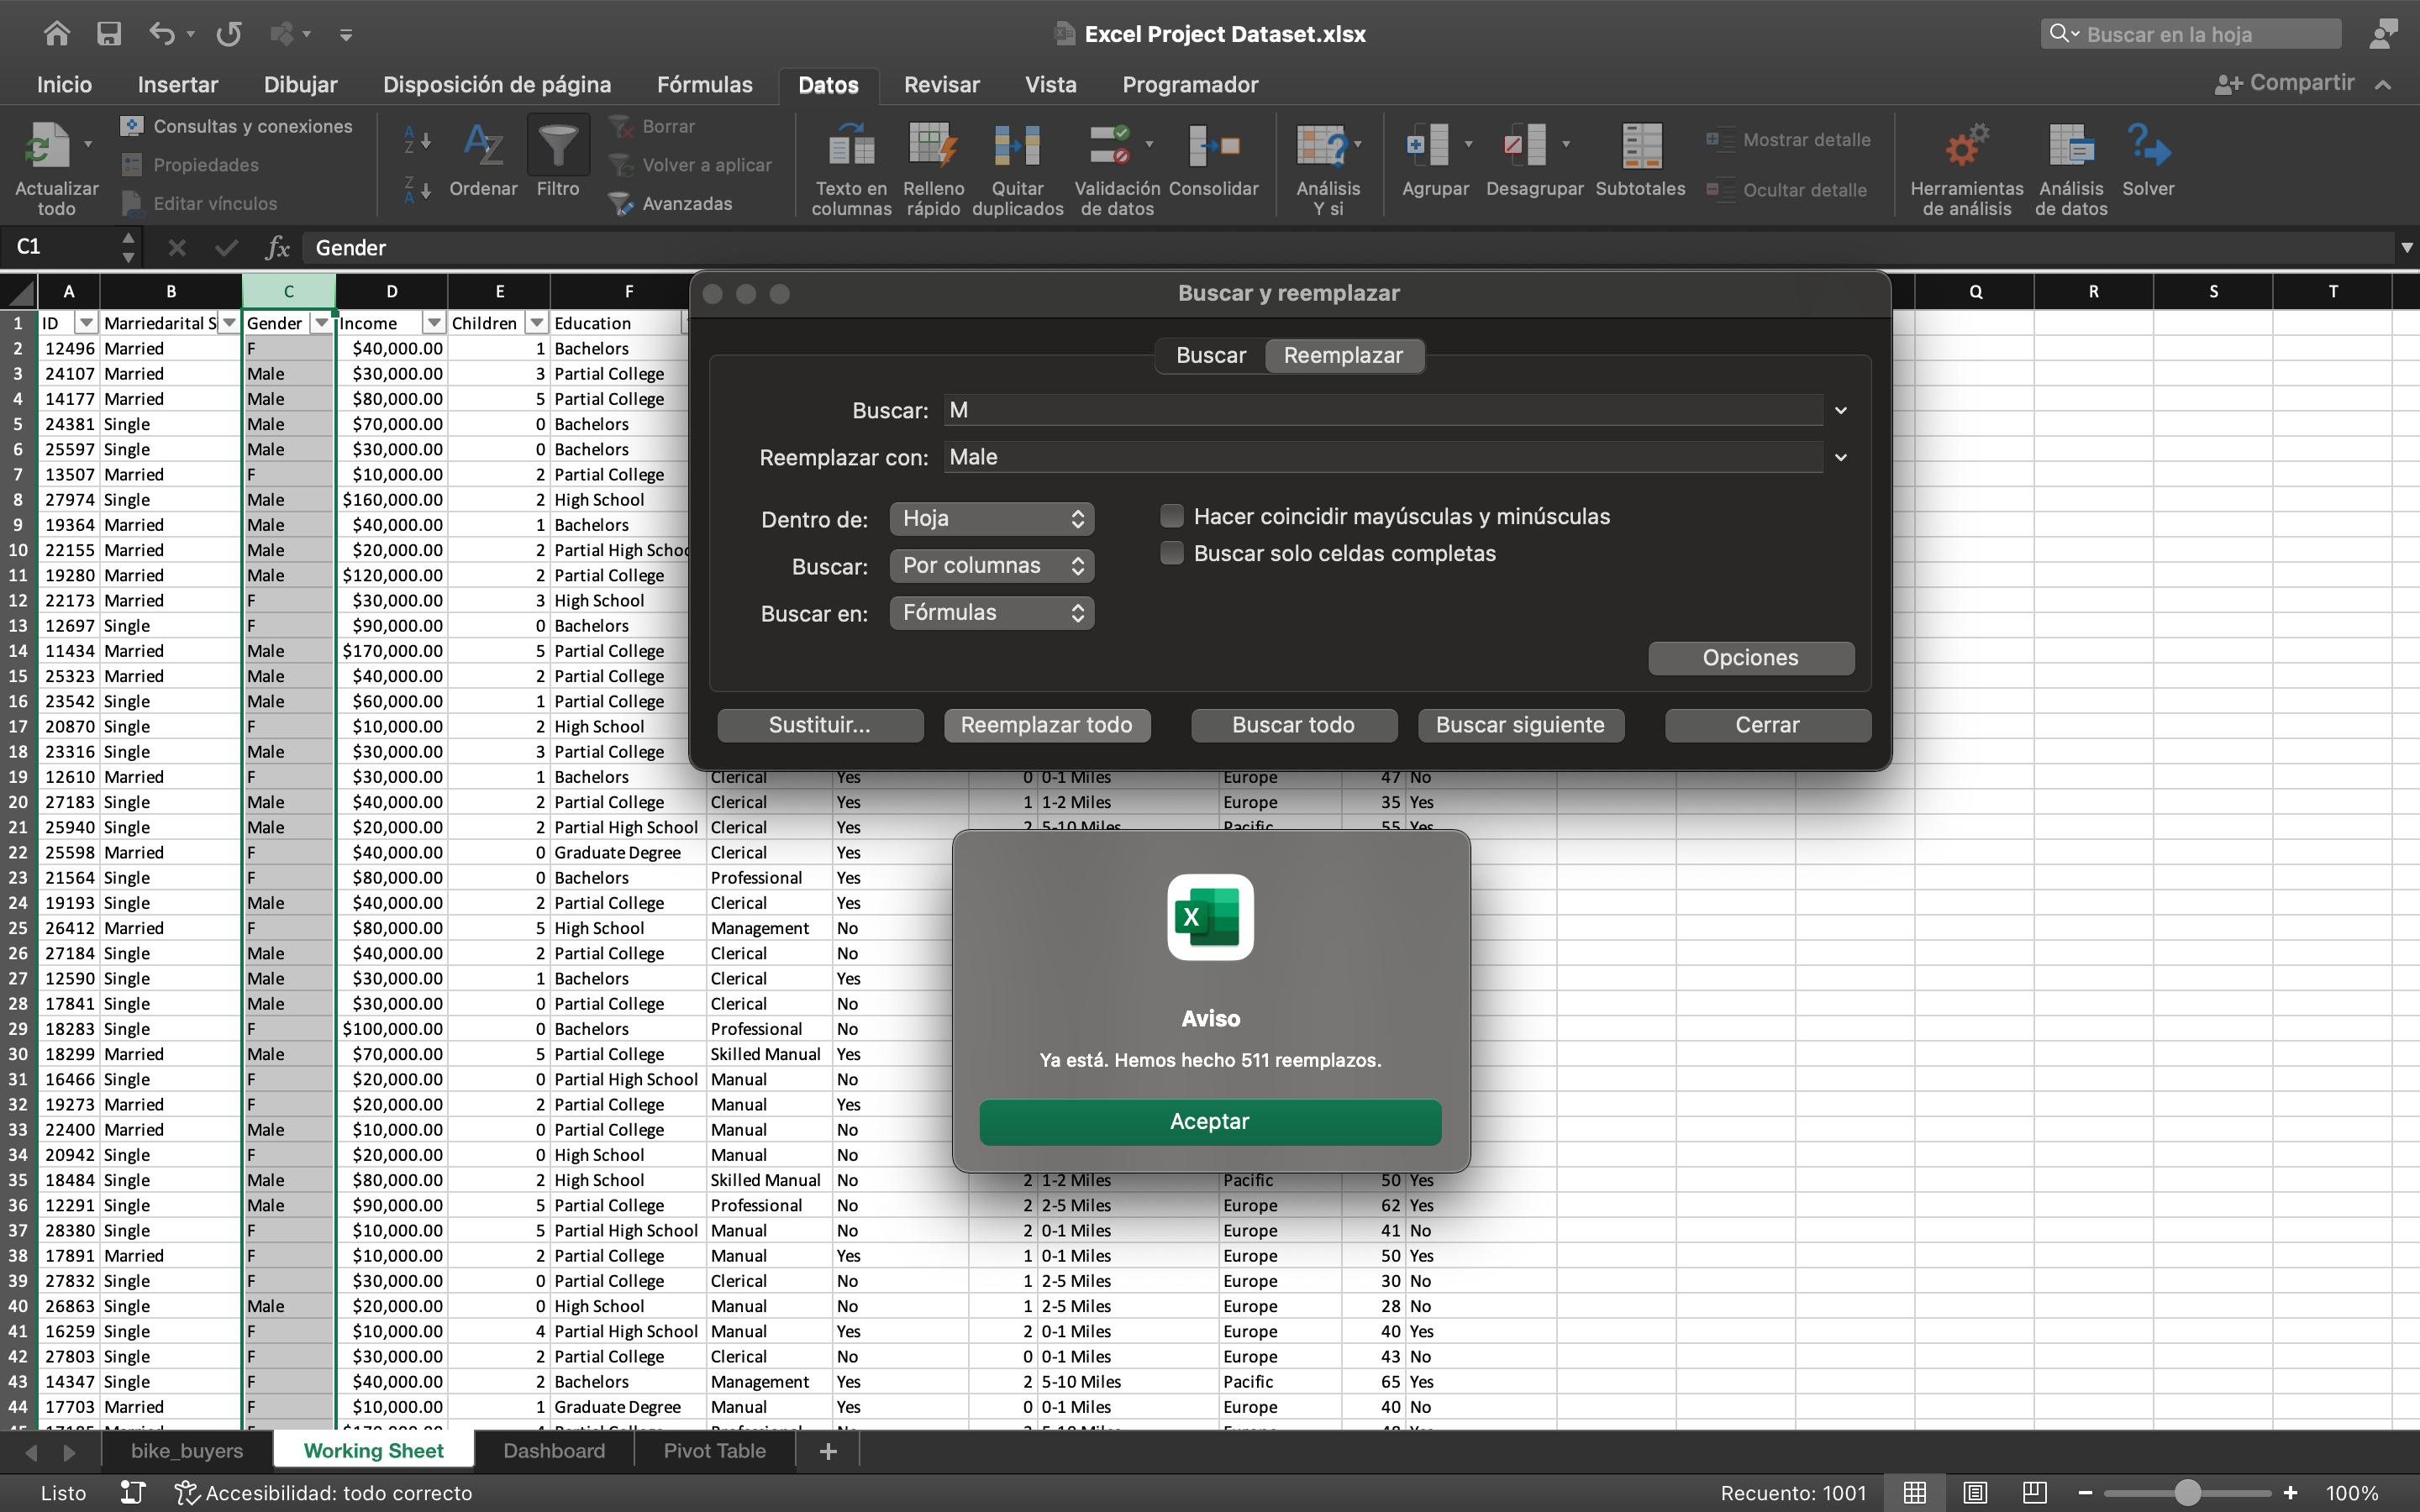 Excel Project Dataset.xlsx
Buscar en la hoja
Inicio Insertar Dibujar Disposición de página Fórmulas Datos Revisar Vista Programador Compartir
Actualizar todo
Consultas y conexiones
Propiedades
Editar vínculos
Ordenar
Filtro
Borrar
Volver a aplicar
Avanzadas
Texto en columnas
Relleno rápido
Quitar duplicados
Validación de datos
Consolidar
Análisis Y si
Agrupar
Desagrupar
Subtotales
Mostrar detalle
Ocultar detalle
Herramientas de análisis
Análisis de datos
Solver
C1 fx Gender
A B C D E F Q R S T
1 ID Marriedarital S Gender Income Children Education
2 12496 Married F $40,000.00 1 Bachelors
3 24107 Married Male $30,000.00 3 Partial College
4 14177 Married Male $80,000.00 5 Partial College
5 24381 Single Male $70,000.00 0 Bachelors
6 25597 Single Male $30,000.00 0 Bachelors
7 13507 Married F $10,000.00 2 Partial College
8 27974 Single Male $160,000.00 2 High School
9 19364 Married Male $40,000.00 1 Bachelors
10 22155 Married Male $20,000.00 2 Partial High Schoo
11 19280 Married Male $120,000.00 2 Partial College
12 22173 Married F $30,000.00 3 High School
13 12697 Single F $90,000.00 0 Bachelors
14 11434 Married Male $170,000.00 5 Partial College
15 25323 Married Male $40,000.00 2 Partial College
16 23542 Single Male $60,000.00 1 Partial College
17 20870 Single F $10,000.00 2 High School
18 23316 Single Male $30,000.00 3 Partial College
19 12610 Married F $30,000.00 1 Bachelors Clerical Yes 0 0-1 Miles Europe 47 No
20 27183 Single Male $40,000.00 2 Partial College Clerical Yes 1 1-2 Miles Europe 35 Yes
21 25940 Single Male $20,000.00 2 Partial High School Clerical Yes 2 5-10 Miles Pacific 55 Yes
22 25598 Married F $40,000.00 0 Graduate Degree Clerical Yes
23 21564 Single F $80,000.00 0 Bachelors Professional Yes
24 19193 Single Male $40,000.00 2 Partial College Clerical Yes
25 26412 Married F $80,000.00 5 High School Management No
26 27184 Single Male $40,000.00 2 Partial College Clerical No
27 12590 Single Male $30,000.00 1 Bachelors Clerical Yes
28 17841 Single Male $30,000.00 0 Partial College Clerical No
29 18283 Single F $100,000.00 0 Bachelors Professional No
30 18299 Married Male $70,000.00 5 Partial College Skilled Manual Yes
31 16466 Single F $20,000.00 0 Partial High School Manual No
32 19273 Married F $20,000.00 2 Partial College Manual Yes
33 22400 Married Male $10,000.00 0 Partial College Manual No
34 20942 Single F $20,000.00 0 High School Manual No
35 18484 Single Male $80,000.00 2 High School Skilled Manual No 2 1-2 Miles Pacific 50 Yes
36 12291 Single Male $90,000.00 5 Partial College Professional No 2 2-5 Miles Europe 62 Yes
37 28380 Single F $10,000.00 5 Partial High School Manual No 2 0-1 Miles Europe 41 No
38 17891 Married F $10,000.00 2 Partial College Manual Yes 1 0-1 Miles Europe 50 Yes
39 27832 Single F $30,000.00 0 Partial College Clerical No 1 2-5 Miles Europe 30 No
40 26863 Single Male $20,000.00 0 High School Manual No 1 2-5 Miles Europe 28 No
41 16259 Single F $10,000.00 4 Partial High School Manual Yes 2 0-1 Miles Europe 40 Yes
42 27803 Single F $30,000.00 2 Partial College Clerical No 0 0-1 Miles Europe 43 No
43 14347 Single F $40,000.00 2 Bachelors Management Yes 2 5-10 Miles Pacific 65 Yes
44 17703 Married F $10,000.00 1 Graduate Degree Manual Yes 0 0-1 Miles Europe 40 No
Buscar y reemplazar
Buscar Reemplazar
Buscar: M
Reemplazar con: Male
Dentro de: Hoja
Buscar: Por columnas
Buscar en: Fórmulas
Hacer coincidir mayúsculas y minúsculas
Buscar solo celdas completas
Opciones
Sustituir... Reemplazar todo Buscar todo Buscar siguiente Cerrar
Aviso
Ya está. Hemos hecho 511 reemplazos.
Aceptar
bike_buyers Working Sheet Dashboard Pivot Table +
Listo Accesibilidad: todo correcto Recuento: 1001 100%